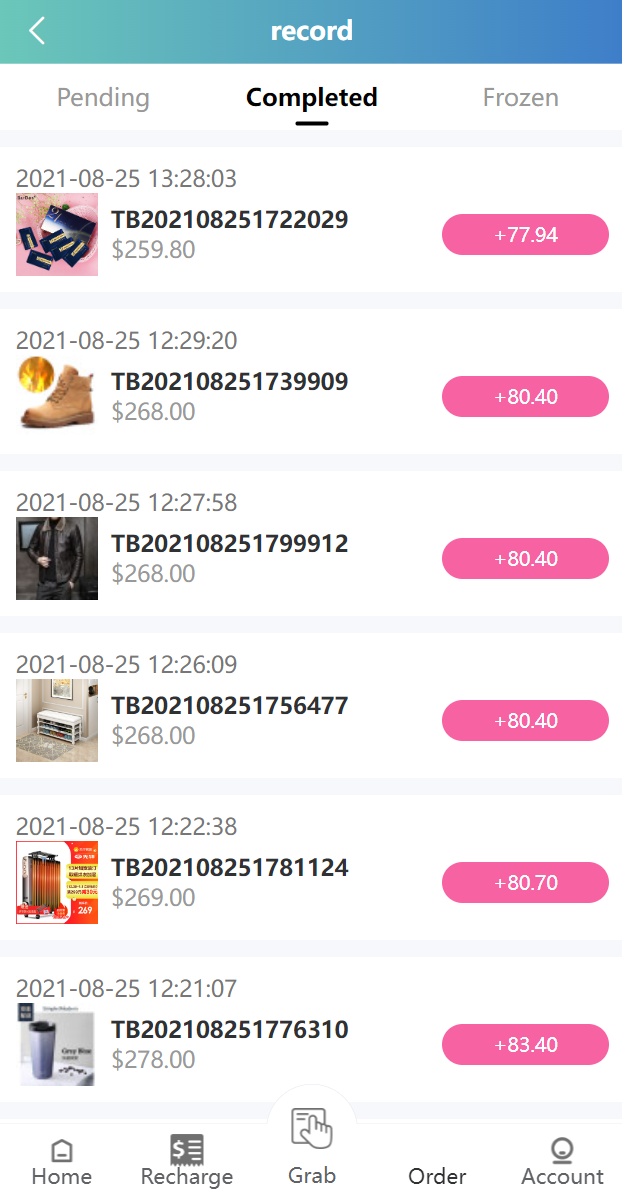 record
Pending
Completed
Frozen
2021-08-25 13:28:03
TB202108251722029
$259.80
+77.94
2021-08-25 12:29:20
TB202108251739909
$268.00
+80.40
2021-08-25 12:27:58
TB202108251799912
$268.00
+80.40
2021-08-25 12:26:09
TB202108251756477
$268.00
+80.40
2021-08-25 12:22:38
269
TB202108251781124
$269.00
+80.70
2021-08-25 12:21:07
Grey Blue
TB202108251776310
$278.00
+83.40
Home
Recharge
Grab
Order
Account